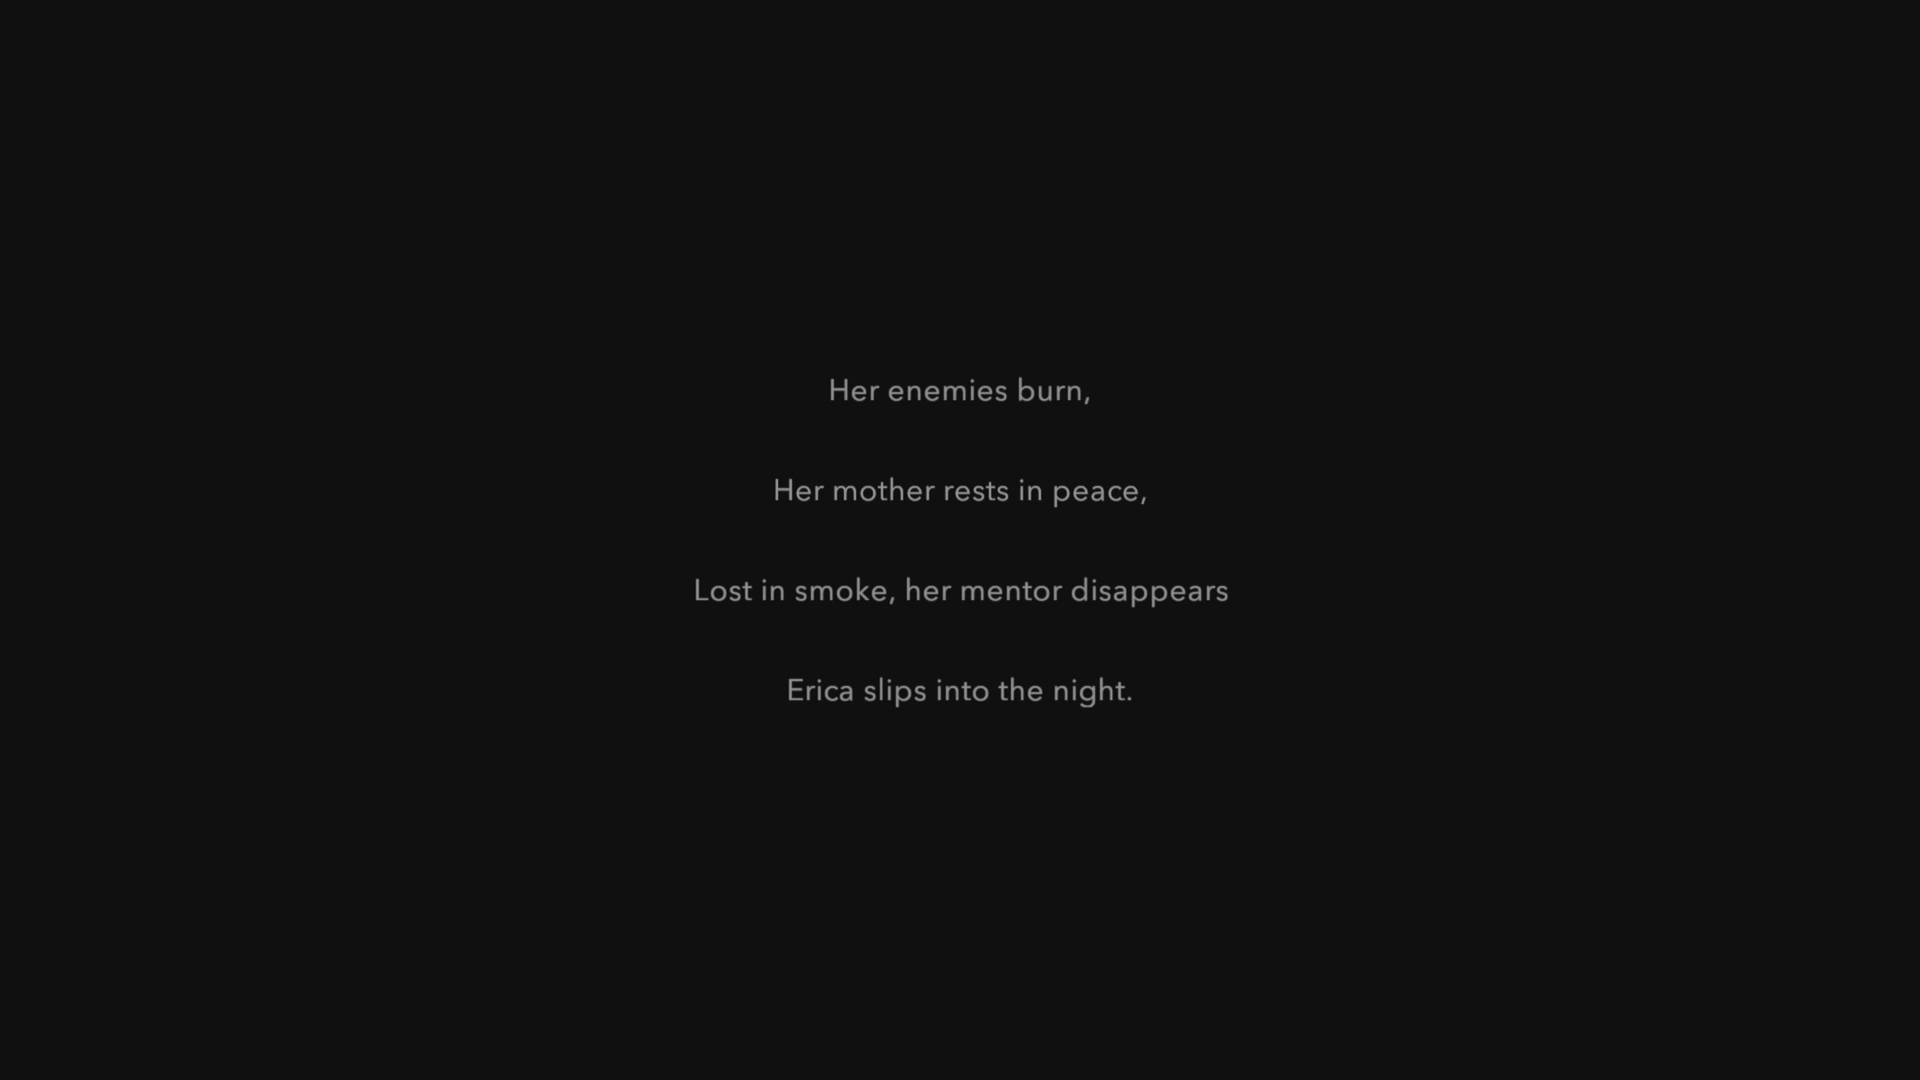 Her enemies burn,
Her mother rests in peace,
Lost in smoke, her mentor disappears
Erica slips into the night.